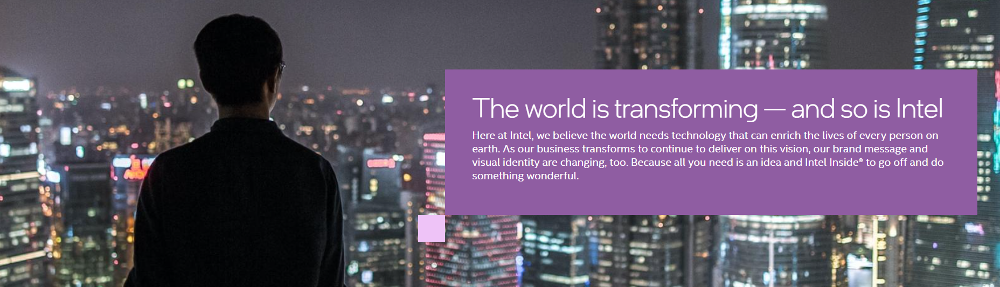 The world is transforming — and so is Intel
Here at Intel, we believe the world needs technology that can enrich the lives of every person on
earth. As our business transforms to continue to deliver on this vision, our brand message and
visual identity are changing, too. Because all you need is an idea and Intel Inside® to go off and do
something wonderful.